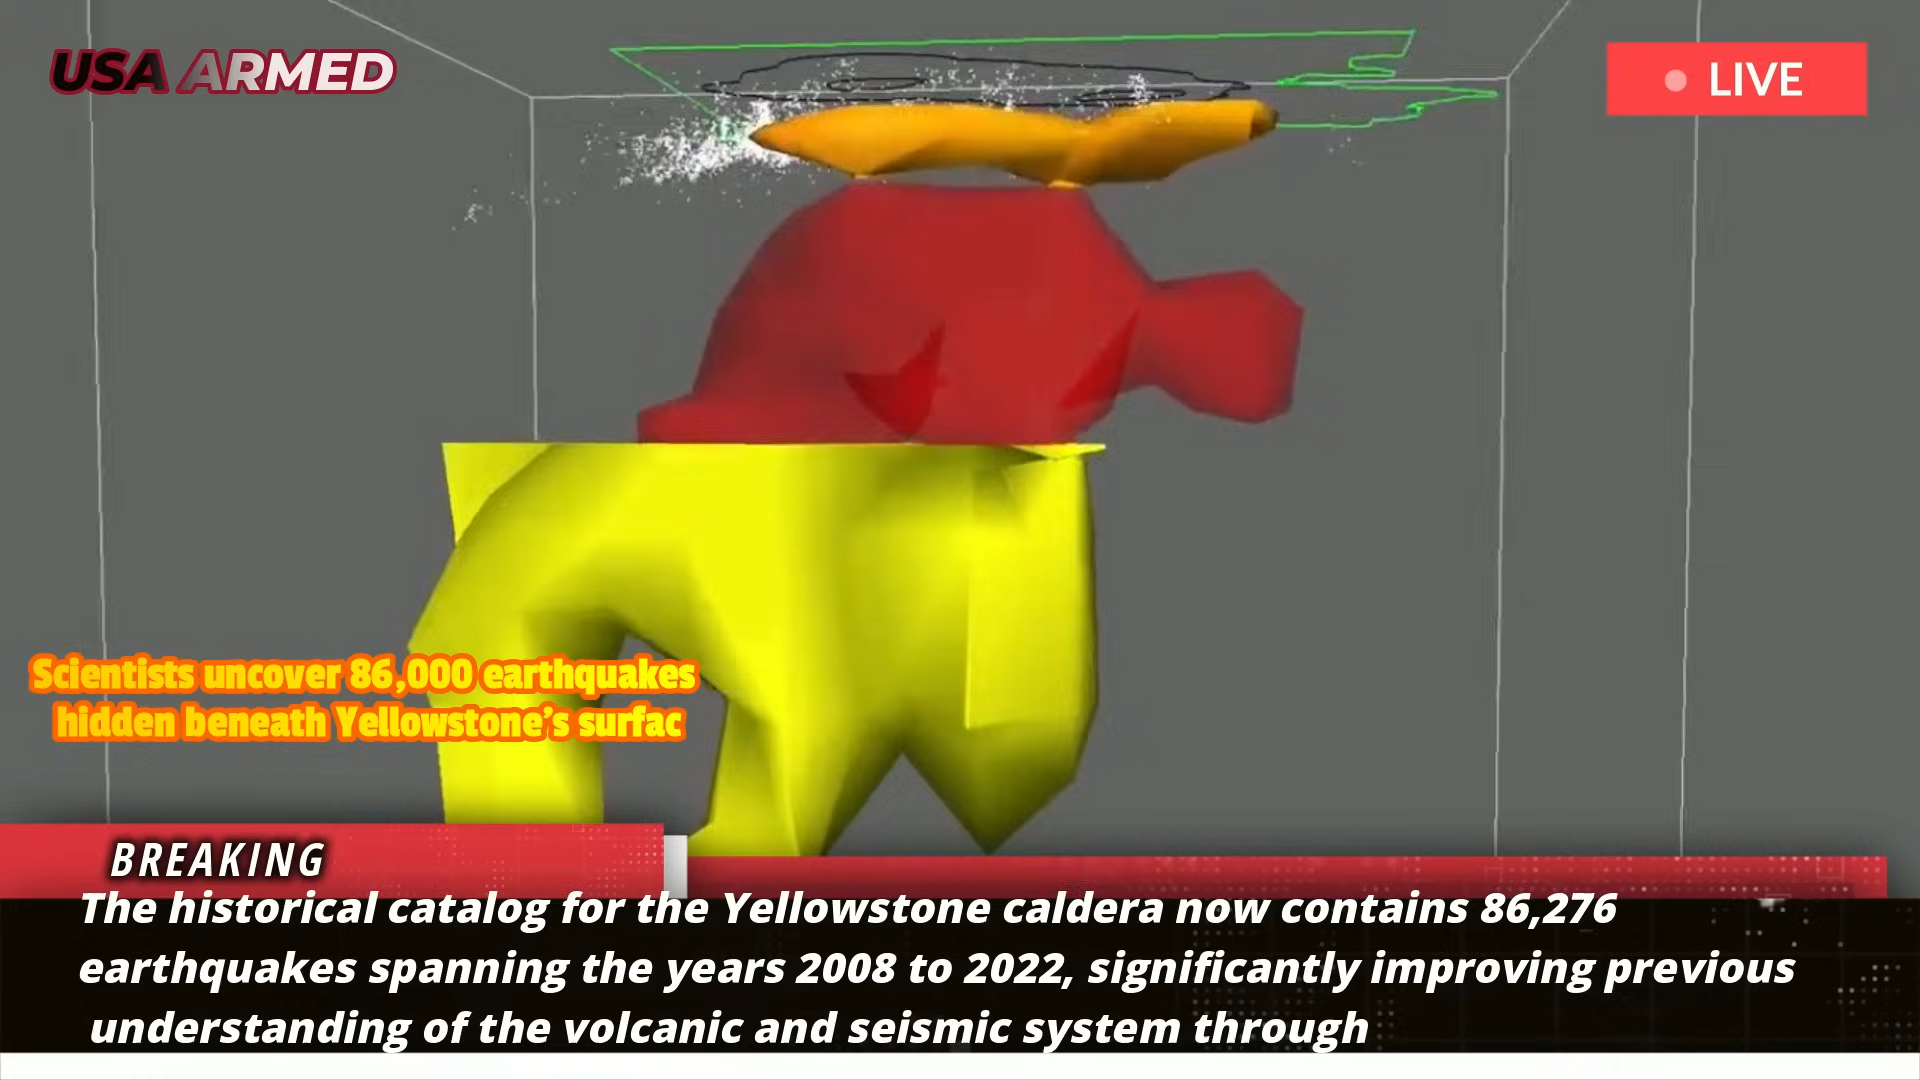 USA ARMED
LIVE
Scientists uncover 86,000 earthquakes
hidden beneath Yellowstone's surfac
BREAKING
The historical catalog for the Yellowstone caldera now contains 86,276
earthquakes spanning the years 2008 to 2022, significantly improving previous
understanding of the volcanic and seismic system through